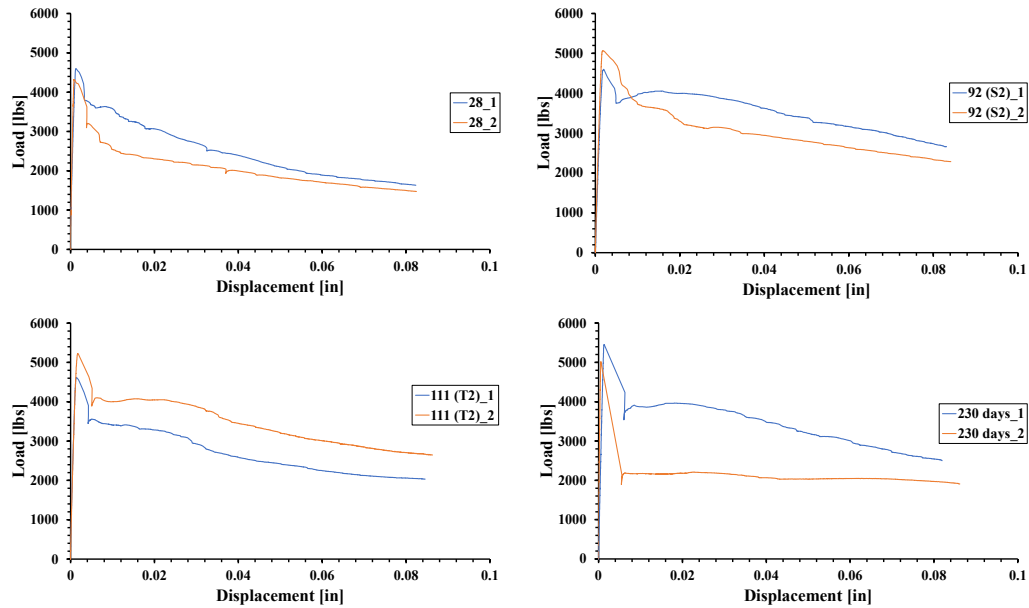 6000
5000
4000
3000
2000
1000
0
Load [lbs]
28_1
28_2
0 0.02 0.04 0.06 0.08 0.1
Displacement [in]
6000
5000
4000
3000
2000
1000
0
Load [lbs]
92 (S2)_1
92 (S2)_2
0 0.02 0.04 0.06 0.08 0.1
Displacement [in]
6000
5000
4000
3000
2000
1000
0
Load [lbs]
111 (T2)_1
111 (T2)_2
0 0.02 0.04 0.06 0.08 0.1
Displacement [in]
6000
5000
4000
3000
2000
1000
0
Load [lbs]
230 days_1
230 days_2
0 0.02 0.04 0.06 0.08 0.1
Displacement [in]